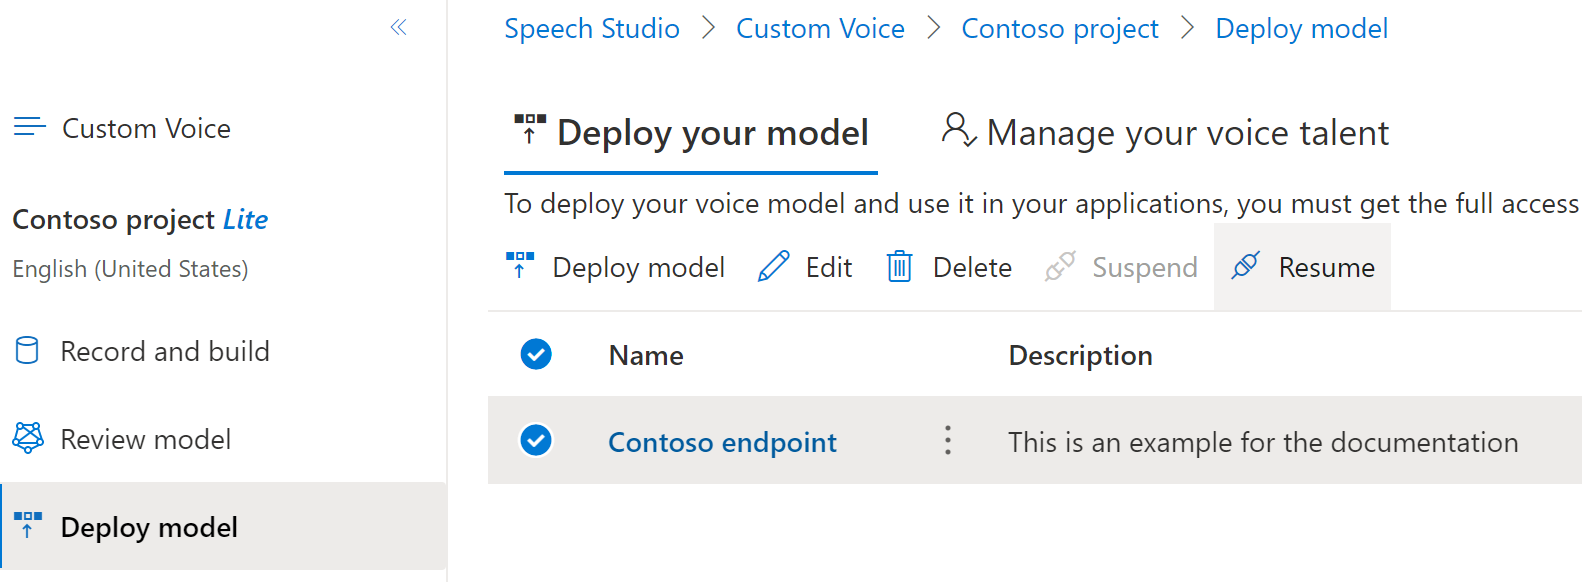 Speech Studio > Custom Voice > Contoso project > Deploy model
Custom Voice
Contoso project Lite
English (United States)
Record and build
Review model
Deploy model
Deploy your model
Manage your voice talent
To deploy your voice model and use it in your applications, you must get the full access
Deploy model Edit Delete Suspend Resume
Name Description
Contoso endpoint This is an example for the documentation